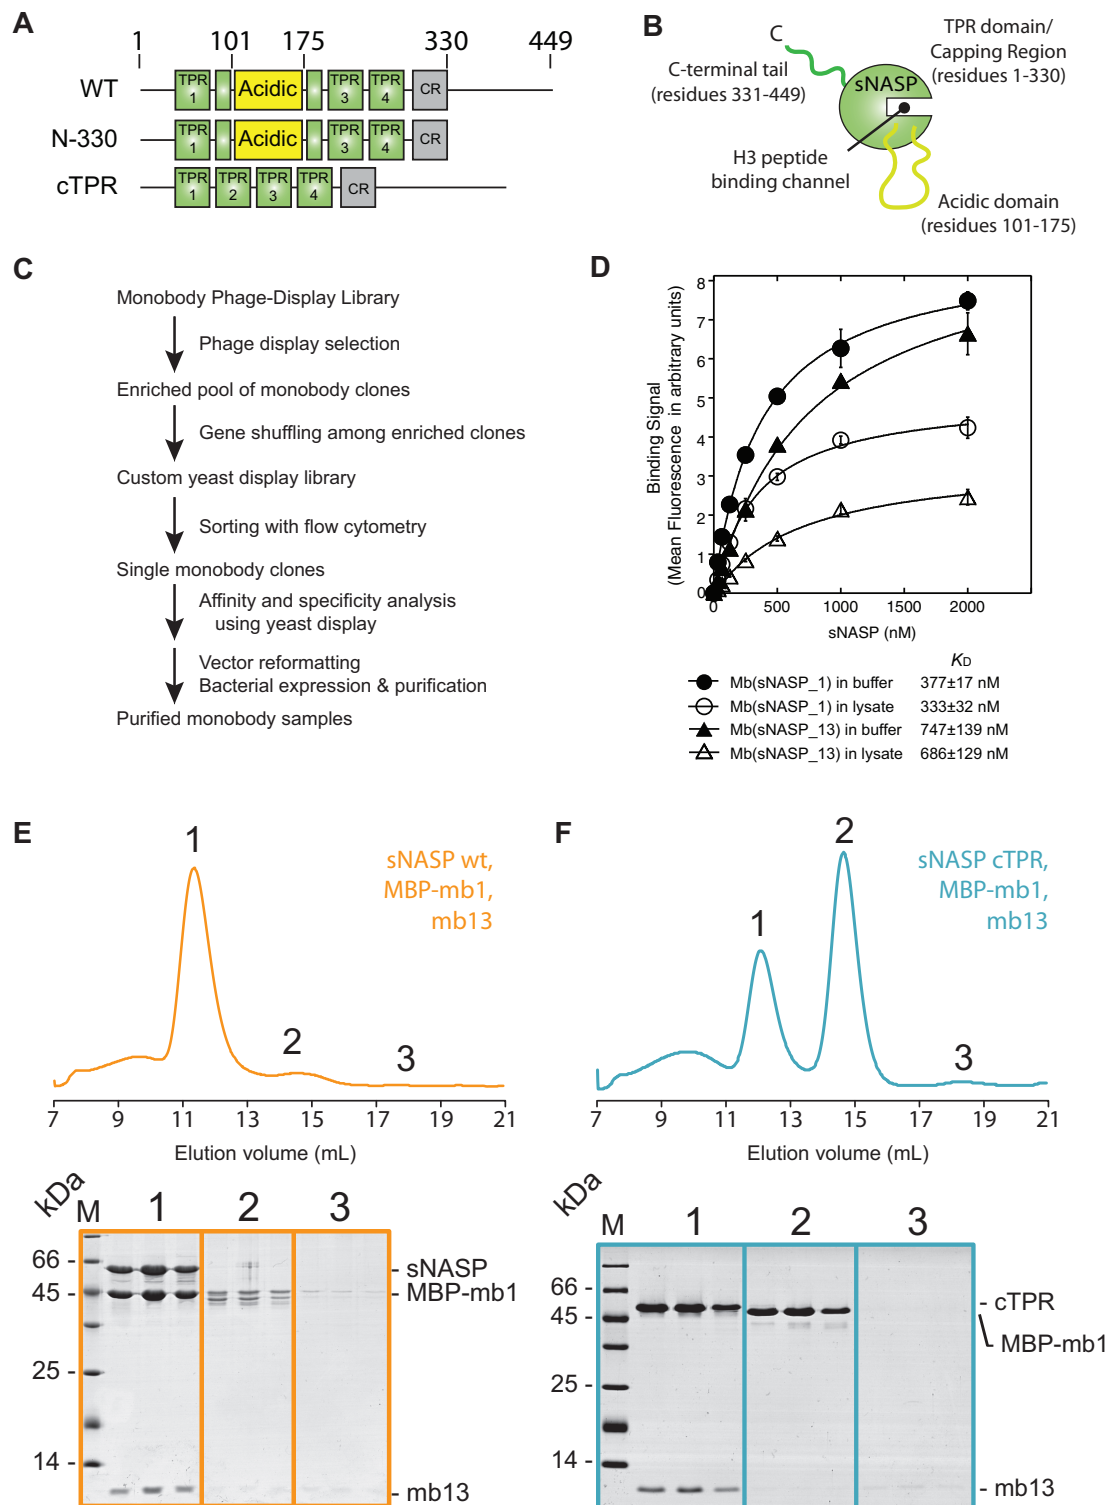 A
1 101 175 330 449
WT TPR 1 Acidic TPR 3 TPR 4 CR
N-330 TPR 1 Acidic TPR 3 TPR 4 CR
cTPR TPR 1 TPR 2 TPR 3 TPR 4 CR
B
C
C-terminal tail
(residues 331-449)
TPR domain/
Capping Region
(residues 1-330)
sNASP
H3 peptide
binding channel
Acidic domain
(residues 101-175)
C
Monobody Phage-Display Library
Phage display selection
Enriched pool of monobody clones
Gene shuffling among enriched clones
Custom yeast display library
Sorting with flow cytometry
Single monobody clones
Affinity and specificity analysis
using yeast display
Vector reformatting
Bacterial expression & purification
Purified monobody samples
D
Binding Signal
(Mean Fluorescence in arbitrary units)
8
7
6
5
4
3
2
1
0
0 500 1000 1500 2000
sNASP (nM)
KD
Mb(sNASP_1) in buffer 377±17 nM
Mb(sNASP_1) in lysate 333±32 nM
Mb(sNASP_13) in buffer 747±139 nM
Mb(sNASP_13) in lysate 686±129 nM
E
sNASP wt,
MBP-mb1,
mb13
1
2
3
7 9 11 13 15 17 19 21
Elution volume (mL)
kDa
M 1 2 3
66 -
45 -
25 -
14 -
- sNASP
- MBP-mb1
- mb13
F
sNASP cTPR,
MBP-mb1,
mb13
1
2
3
7 9 11 13 15 17 19 21
Elution volume (mL)
kDa
M 1 2 3
66 -
45 -
25 -
14 -
- cTPR
MBP-mb1
- mb13